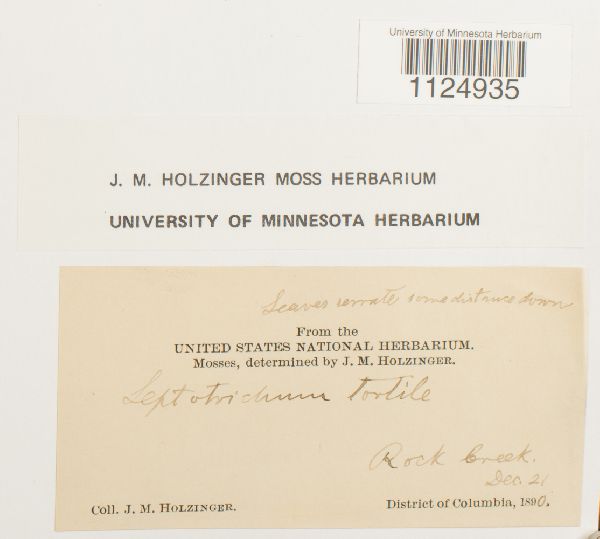 University of Minnesota Herbarium
1124935
J. M. HOLZINGER MOSS HERBARIUM
UNIVERSITY OF MINNESOTA HERBARIUM
Leaves serrate some distance down
From the
UNITED STATES NATIONAL HERBARIUM.
Mosses, determined by J. M. HOLZINGER.
Leptotrichum tortile
Rock Creek.
Dec. 21
Coll. J. M. HOLZINGER.
District of Columbia, 1890.